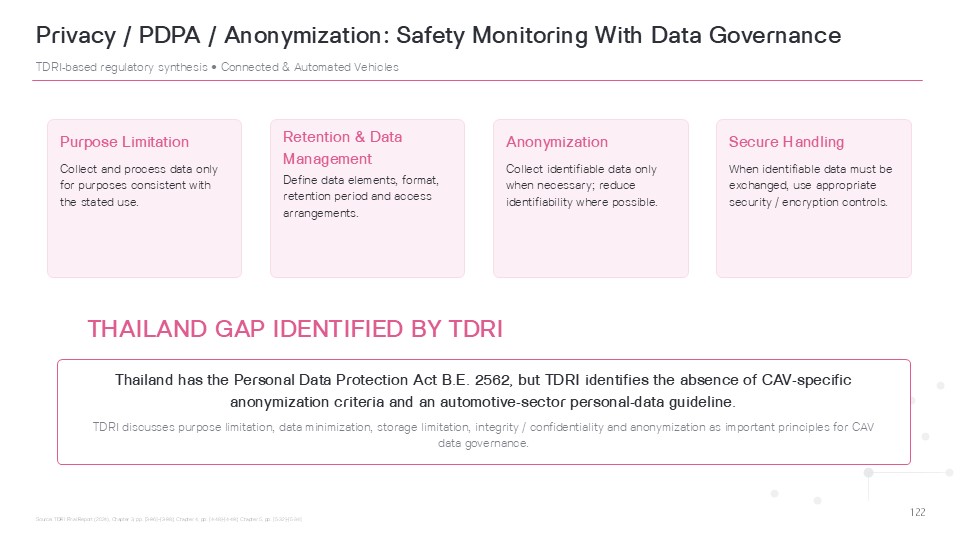 Privacy / PDPA / Anonymization: Safety Monitoring With Data Governance
TDRI-based regulatory synthesis • Connected & Automated Vehicles
Purpose Limitation
Collect and process data only
for purposes consistent with
the stated use.
Retention & Data
Management
Define data elements, format,
retention period and access
arrangements.
Anonymization
Collect identifiable data only
when necessary; reduce
identifiability where possible.
Secure Handling
When identifiable data must be
exchanged, use appropriate
security / encryption controls.
THAILAND GAP IDENTIFIED BY TDRI
Thailand has the Personal Data Protection Act B.E. 2562, but TDRI identifies the absence of CAV-specific
anonymization criteria and an automotive-sector personal-data guideline.
TDRI discusses purpose limitation, data minimization, storage limitation, integrity / confidentiality and anonymization as important principles for CAV
data governance.
122